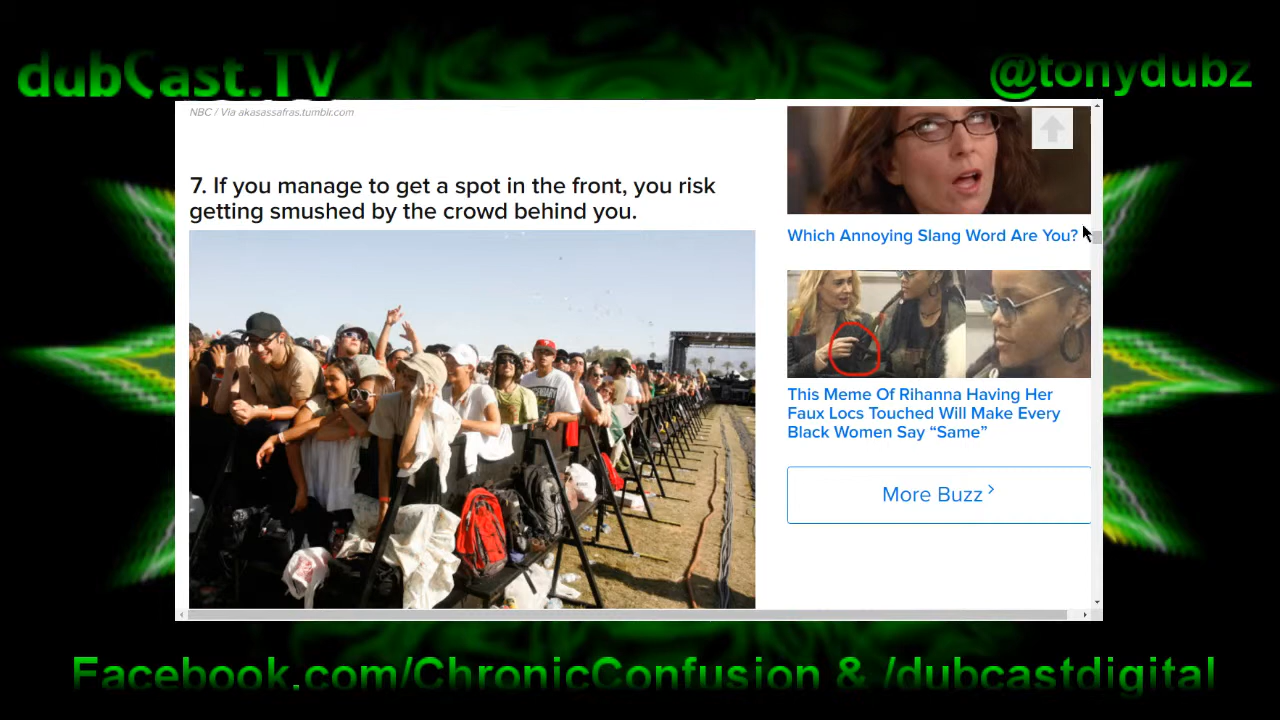 dubCast.TV
@tonydubz
NBC / Via akasassafras.tumblr.com
7. If you manage to get a spot in the front, you risk
getting smushed by the crowd behind you.
Which Annoying Slang Word Are You?
This Meme Of Rihanna Having Her
Faux Locs Touched Will Make Every
Black Women Say “Same”
More Buzz >
Facebook.com/ChronicConfusion & /dubcastdigital